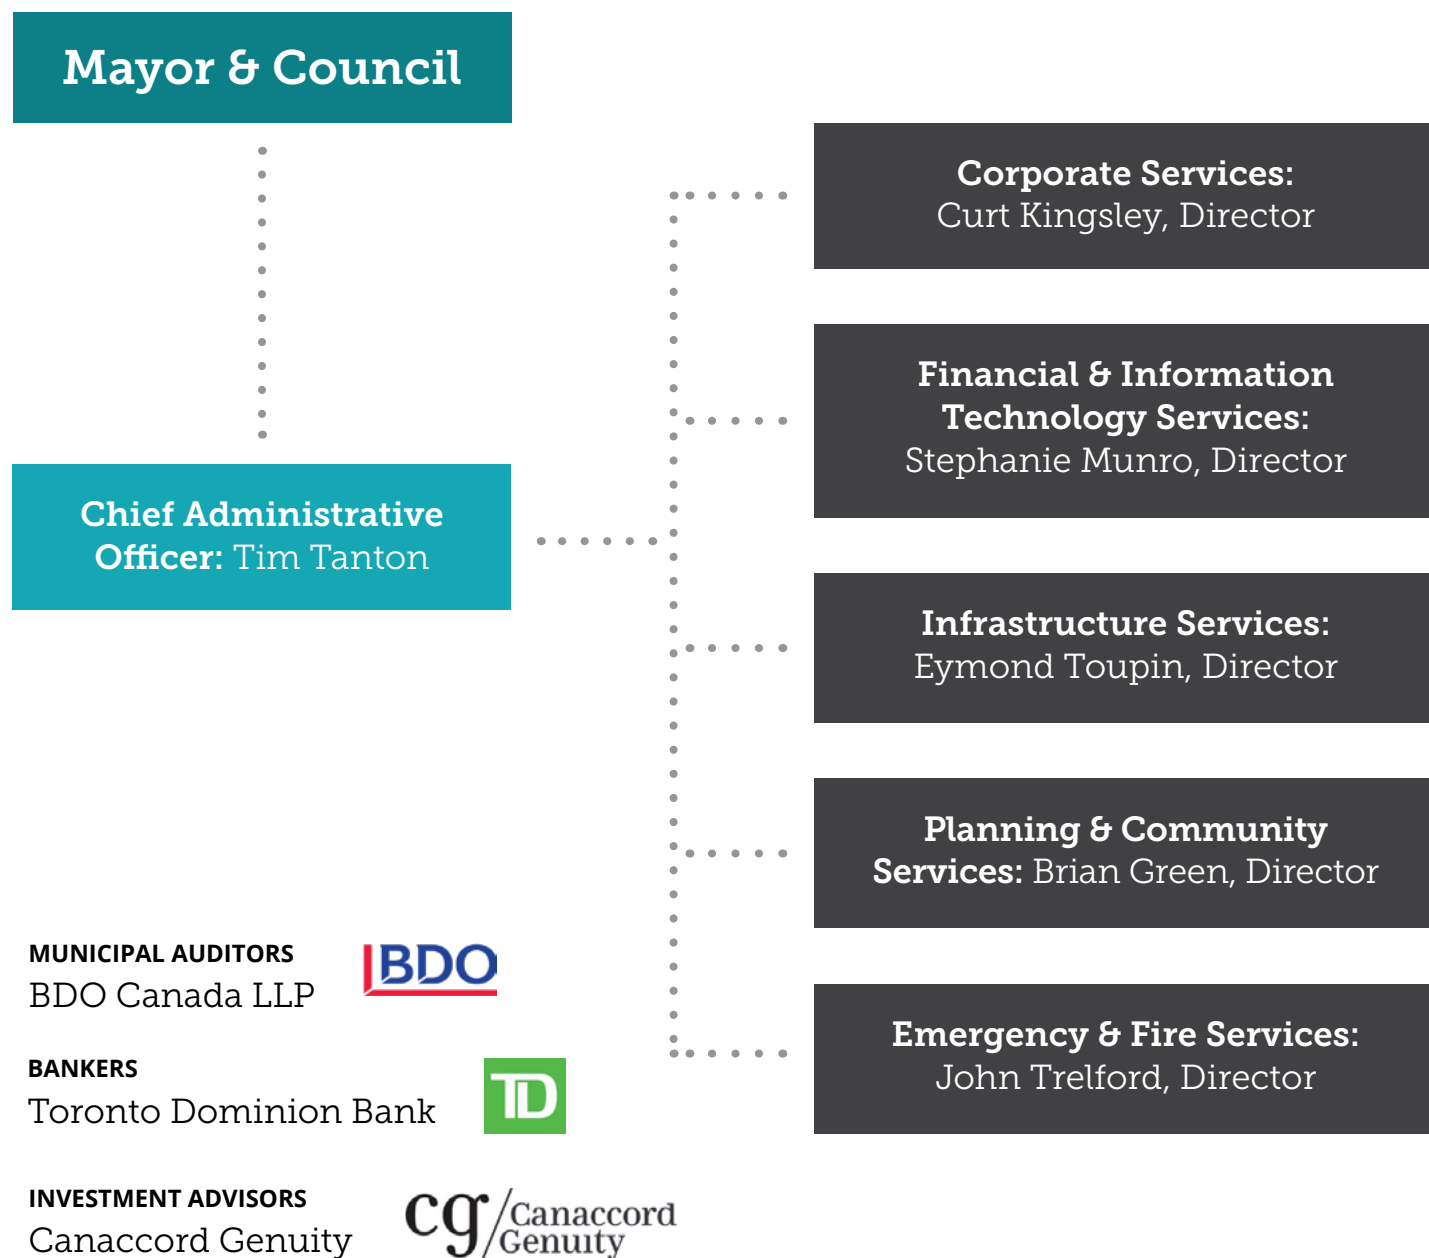 Mayor & Council
Chief Administrative
Officer: Tim Tanton
Corporate Services:
Curt Kingsley, Director
Financial & Information
Technology Services:
Stephanie Munro, Director
Infrastructure Services:
Eymond Toupin, Director
Planning & Community
Services: Brian Green, Director
Emergency & Fire Services:
John Trelford, Director
MUNICIPAL AUDITORS
BDO Canada LLP
BDO
BANKERS
Toronto Dominion Bank
TD
INVESTMENT ADVISORS
Canaccord Genuity
cg/Canaccord
Genuity